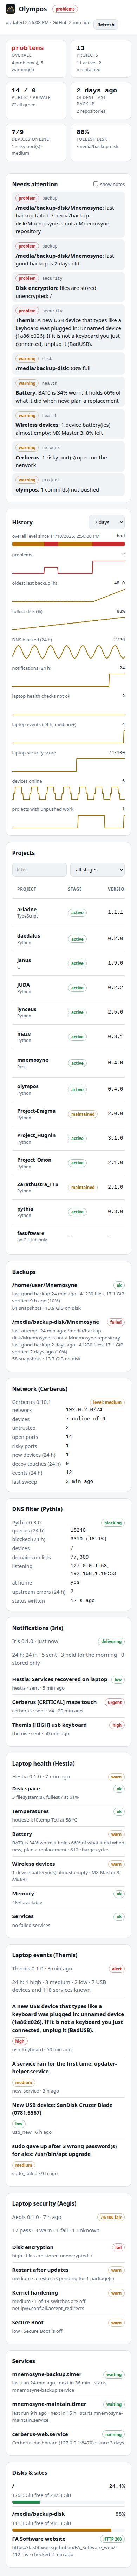 Olympos problems
updated 2:56:08 PM · GitHub 2 min ago Refresh
problems
OVERALL
4 problem(s), 5 warning(s)
13
PROJECTS
11 active · 2 maintained
14 / 0
PUBLIC / PRIVATE
CI all green
2 days ago
OLDEST LAST BACKUP
2 repositories
7/9
DEVICES ONLINE
1 risky port(s) · medium
88%
FULLEST DISK
/media/backup-disk
Needs attention show notes
problem backup
/media/backup-disk/Mnemosyne: last
backup failed: /media/backup-
disk/Mnemosyne is not a Mnemosyne
repository
problem backup
/media/backup-disk/Mnemosyne: last
good backup is 2 days old
problem security
Disk encryption: files are stored
unencrypted: /
problem security
Themis: A new USB device that types like a
keyboard was plugged in: unnamed device
(1a86:e026). If it is not a keyboard you just
connected, unplug it (BadUSB).
warning disk
/media/backup-disk: 88% full
warning health
Battery: BAT0 is 34% worn: it holds 66% of
what it did when new; plan a replacement
warning health
Wireless devices: 1 device battery(ies)
almost empty: MX Master 3: 8% left
warning network
Cerberus: 1 risky port(s) open on the
network
warning project
olympos: 1 commit(s) not pushed
History 7 days
overall level since 11/18/2026, 2:56:08 PM bad
problems 2
oldest last backup (h)
fullest disk (%) 88%
DNS blocked (24 h) 2726
notifications (24 h) 24
laptop health checks not ok 2
laptop events (24 h, medium+) 4
laptop security score 74/100
devices online 6
projects with unpushed work 1
Projects
filter all stages
PROJECT STAGE VERSIO
ariadne active 1.1.1
TypeScript
daedalus active 0.2.0
Python
janus active 1.9.0
C
JUDA active 0.2.2
Python
lynceus active 2.5.0
Python
maze active 0.3.1
Python
mnemosyne active 0.4.0
Rust
olympos active 0.4.0
Python
Project-Enigma maintained 2.0.0
Python
Project_Hugnin active 3.1.0
Python
Project_Orion active 2.1.0
Python
Zarathustra_TTS maintained 1.0.0
Python
pythia active 0.3.0
Python
fas0ftware – –
on GitHub only
Backups
/home/user/Mnemosyne ok
last good backup 24 min ago · 41230 files, 17.1 GiB
verified 9 h ago (10%)
61 snapshots · 13.9 GiB on disk
/media/backup-disk/Mnemosyne failed
last attempt 24 min ago: /media/backup-
disk/Mnemosyne is not a Mnemosyne repository
last good backup 2 days ago · 41230 files, 17.1 GiB
verified 2 days ago (10%)
58 snapshots · 13.7 GiB on disk
Network (Cerberus)
Cerberus 0.10.1 level: medium
network 192.0.2.0/24
devices 7 online of 9
untrusted 2
open ports 14
risky ports 1
new devices (24 h) 1
decoy touches (24 h) 0
events (24 h) 12
last sweep 3 min ago
DNS filter (Pythia)
Pythia 0.3.0 blocking
queries (24 h) 18240
blocked (24 h) 3310 (18.1%)
devices 7
domains on lists 77,309
listening 127.0.0.1:53,
192.168.1.10:53
at home yes
upstream errors (24 h) 2
status written 12 s ago
Notifications (Iris)
Iris 0.1.0 · just now delivering
24 h: 24 in · 5 sent · 3 held for the morning · 0
stored only
Hestia: Services recovered on laptop low
hestia · sent · 5 min ago
Cerberus [CRITICAL] maze touch urgent
cerberus · sent · ×4 · 20 min ago
Themis [HIGH] usb keyboard high
themis · sent · 50 min ago
Laptop health (Hestia)
Hestia 0.1.0 · 7 min ago warn
Disk space ok
3 filesystem(s), fullest / at 61%
Temperatures ok
hottest: k10temp Tctl at 58 °C
Battery warn
BAT0 is 34% worn: it holds 66% of what it did when
new; plan a replacement · 612 charge cycles
Wireless devices warn
1 device battery(ies) almost empty: MX Master 3:
8% left
Memory ok
48% available
Services ok
no failed services
Laptop events (Themis)
Themis 0.1.0 · 3 min ago alert
24 h: 1 high · 3 medium · 2 low · 7 USB
devices and 118 services known
A new USB device that types like a
keyboard was plugged in: unnamed device
(1a86:e026). If it is not a keyboard you just
connected, unplug it (BadUSB).
high
usb_keyboard · 50 min ago
A service ran for the first time: updater-
helper.service
medium
new_service · 3 h ago
New USB device: SanDisk Cruzer Blade
(0781:5567)
low
usb_new · 6 h ago
sudo gave up after 3 wrong password(s)
for alex: /usr/bin/apt upgrade
medium
sudo_failed · 9 h ago
Laptop security (Aegis)
Aegis 0.1.0 · 7 h ago 74/100 fair
12 pass · 3 warn · 1 fail · 1 unknown
Disk encryption fail
high · files are stored unencrypted: /
Restart after updates warn
medium · a restart is pending for 1 package(s)
Kernel hardening warn
medium · 1 of 13 switches are off:
net.ipv4.conf.all.accept_redirects
Secure Boot warn
low · Secure Boot is off
Services
mnemosyne-backup.timer waiting
last run 24 min ago · next in 36 min · starts
mnemosyne-backup.service
mnemosyne-maintain.timer waiting
last run 9 h ago · next in 15 h · starts mnemosyne-
maintain.service
cerberus-web.service running
Cerberus dashboard (127.0.0.1:8470) · since 3 days
Disks & sites
/ 24.4%
176.0 GiB free of 232.8 GiB
/media/backup-disk 88%
111.8 GiB free of 931.3 GiB
FA Software website HTTP 200